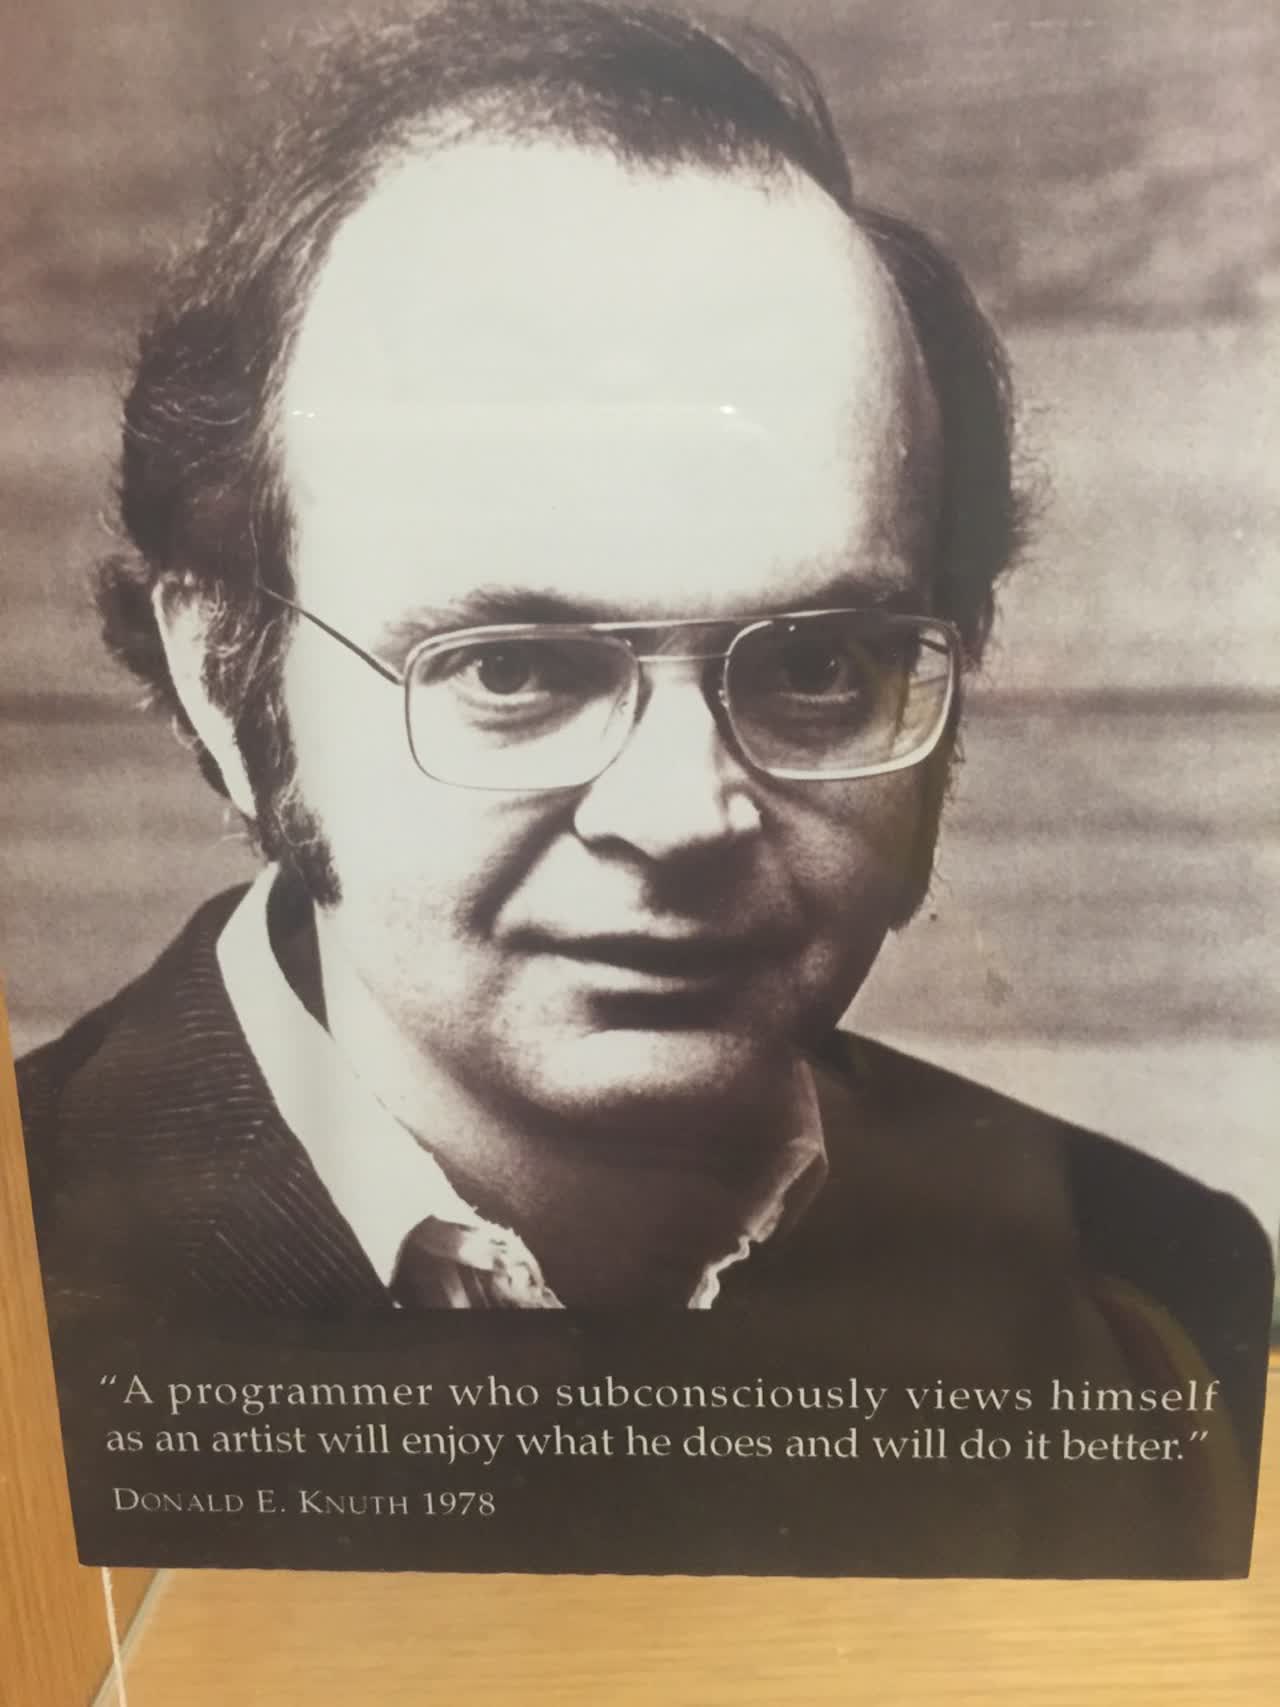 “A programmer who subconsciously views himself
as an artist will enjoy what he does and will do it better.”
DONALD E. KNUTH 1978